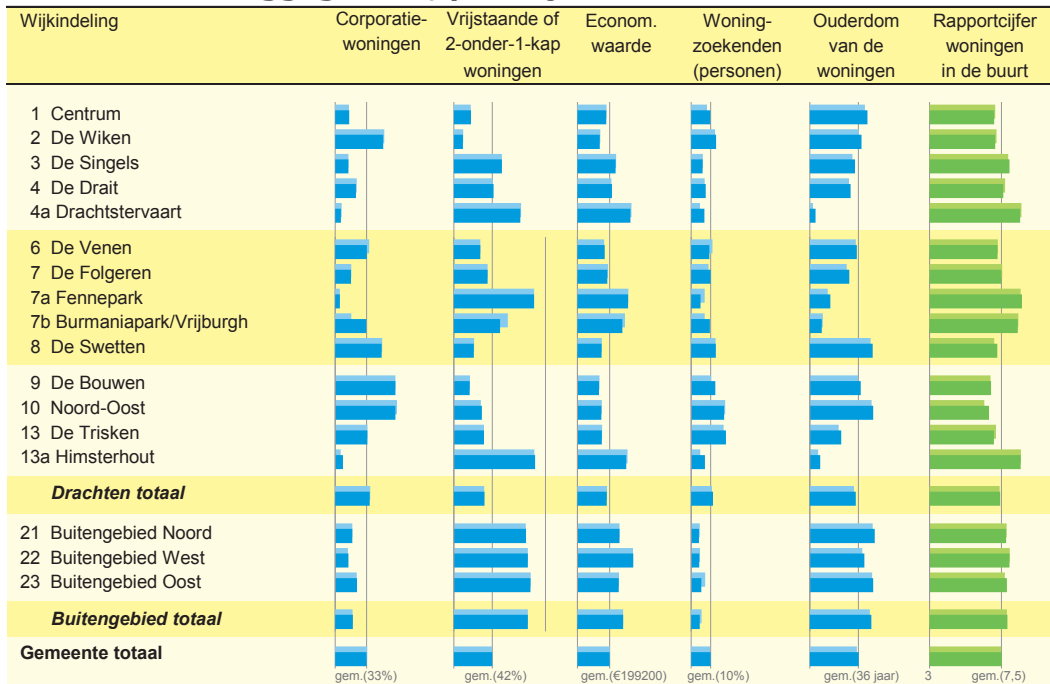 Wijkindeling
Corporatie-
woningen
Vrijstaande of
2-onder-1-kap
woningen
Econom.
waarde
Woning-
zoekenden
(personen)
Ouderdom
van de
woningen
Rapportcijfer
woningen
in de buurt
1 Centrum
2 De Wiken
3 De Singels
4 De Drait
4a Drachtstervaart
6 De Venen
7 De Folgeren
7a Fennepark
7b Burmaniapark/Vrijburgh
8 De Swetten
9 De Bouwen
10 Noord-Oost
13 De Trisken
13a Himsterhout
Drachten totaal
21 Buitengebied Noord
22 Buitengebied West
23 Buitengebied Oost
Buitengebied totaal
Gemeente totaal
gem.(33%) gem.(42%) gem.(€199200) gem.(10%) gem.(36 jaar) 3 gem.(7,5)